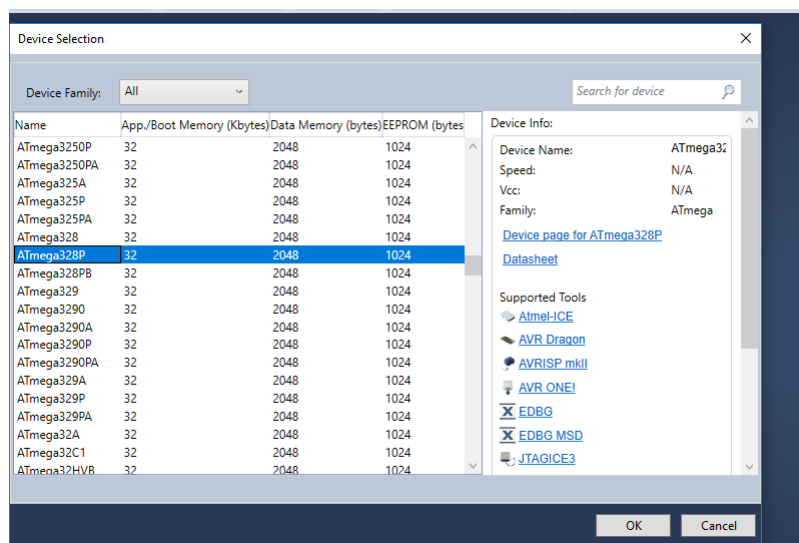 Device Selection
Device Family: All Search for device
Name App./Boot Memory (Kbytes) Data Memory (bytes) EEPROM (bytes
ATmega3250P 32 2048 1024
ATmega3250PA 32 2048 1024
ATmega325A 32 2048 1024
ATmega325P 32 2048 1024
ATmega325PA 32 2048 1024
ATmega328 32 2048 1024
ATmega328P 32 2048 1024
ATmega328PB 32 2048 1024
ATmega329 32 2048 1024
ATmega3290 32 2048 1024
ATmega3290A 32 2048 1024
ATmega3290P 32 2048 1024
ATmega3290PA 32 2048 1024
ATmega329A 32 2048 1024
ATmega329P 32 2048 1024
ATmega329PA 32 2048 1024
ATmega32A 32 2048 1024
ATmega32C1 32 2048 1024
ATmega32HVB 32 2048 1024
Device Info:
Device Name: ATmega32
Speed: N/A
Vcc: N/A
Family: ATmega
Device page for ATmega328P
Datasheet
Supported Tools
Atmel-ICE
AVR Dragon
AVRISP mkII
AVR ONE!
EDBG
EDBG MSD
JTAGICE3
OK Cancel